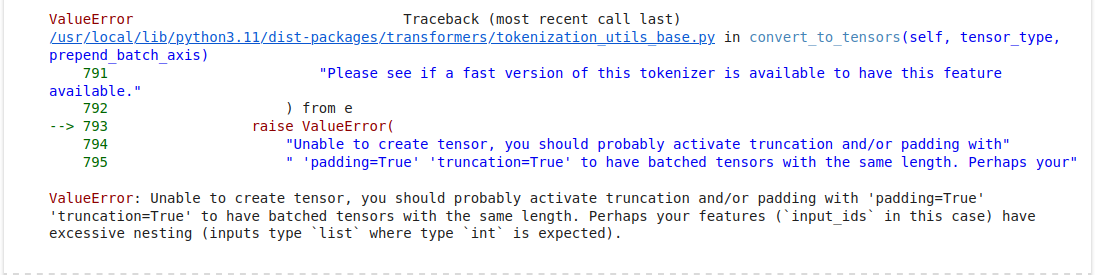 ValueError                                Traceback (most recent call last)
/usr/local/lib/python3.11/dist-packages/transformers/tokenization_utils_base.py in convert_to_tensors(self, tensor_type,
prepend_batch_axis)
    791                         "Please see if a fast version of this tokenizer is available to have this feature
available."
    792                     ) from e
--> 793                 raise ValueError(
    794                     "Unable to create tensor, you should probably activate truncation and/or padding with"
    795                     " 'padding=True' 'truncation=True' to have batched tensors with the same length. Perhaps your"
ValueError: Unable to create tensor, you should probably activate truncation and/or padding with 'padding=True'
'truncation=True' to have batched tensors with the same length. Perhaps your features (`input_ids` in this case) have
excessive nesting (inputs type `list` where type `int` is expected).